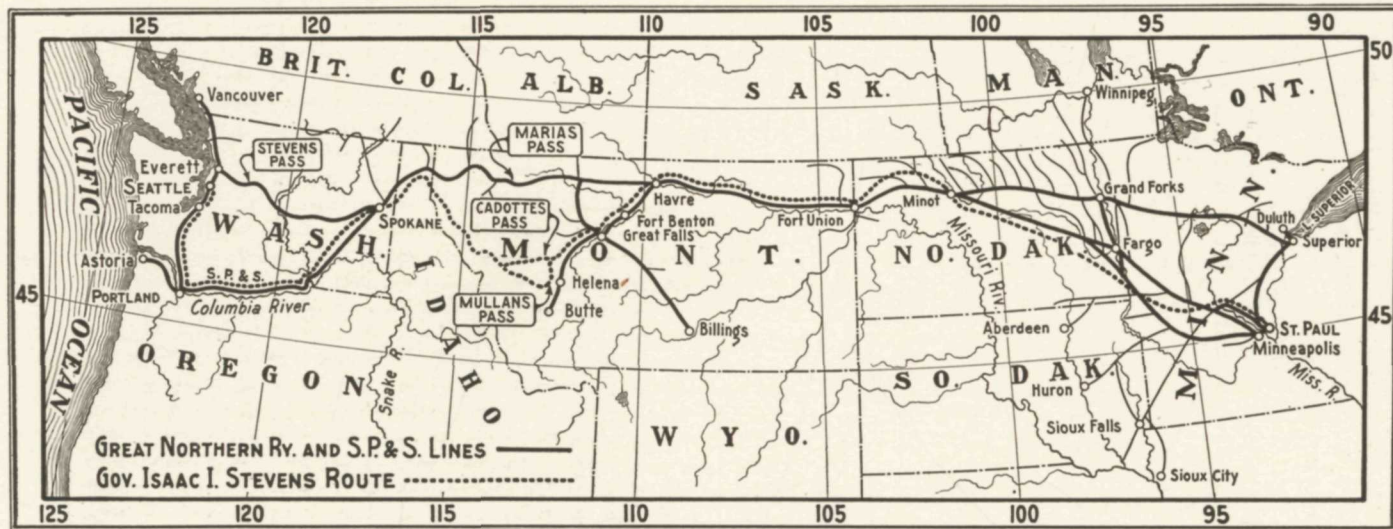 125 120 115 110 105 100 95 90
50
BRIT. COL. ALB. SASK. MAN. ONT.
Vancouver
Winnipeg
PACIFIC OCEAN
STEVENS PASS
MARIAS PASS
Everett
SEATTLE
Tacoma
WASH.
SPOKANE
CADOTTES PASS
Havre
Fort Benton
Great Falls
Fort Union
Minot
Grand Forks
Duluth
L. SUPERIOR
Superior
Astoria
S.P.& S.
IDAHO
MONT.
Missouri Riv.
NO. DAK.
Fargo
MINN.
45
PORTLAND
Columbia River
MULLANS PASS
Helena
Butte
Billings
Aberdeen
ST. PAUL
Minneapolis
45
OREGON
Snake R.
SO. DAK.
Huron
Miss. R.
WYO.
Sioux Falls
Sioux City
GREAT NORTHERN RY. AND S.P.& S. LINES
GOV. ISAAC I. STEVENS ROUTE
125 120 115 110 105 100 95